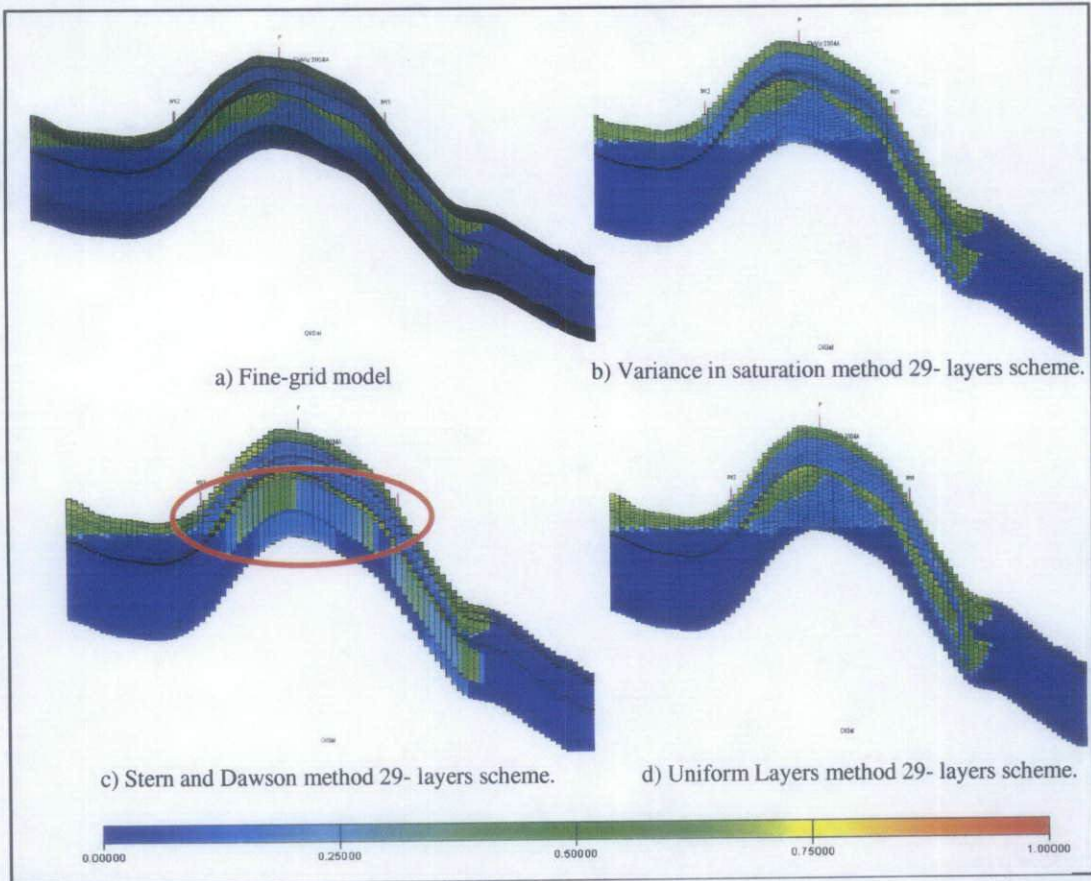 P
a) Fine-grid model
P
b) Variance in saturation method 29- layers scheme.
P
c) Stern and Dawson method 29- layers scheme.
P
d) Uniform Layers method 29- layers scheme.
0.00000 0.25000 0.50000 0.75000 1.00000